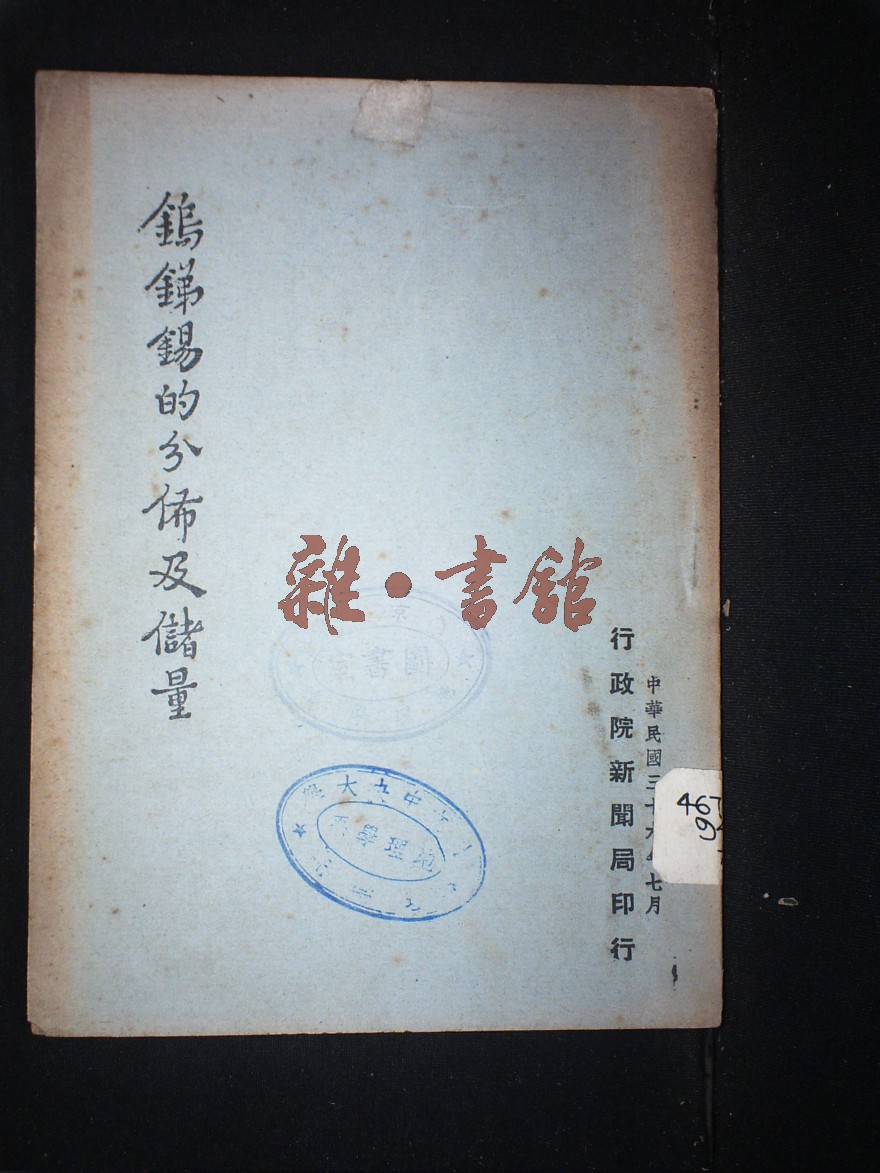 鎢銻錫的分佈及儲量
雜•書館
行政院新聞局印行
中華民國三十六年七月
467